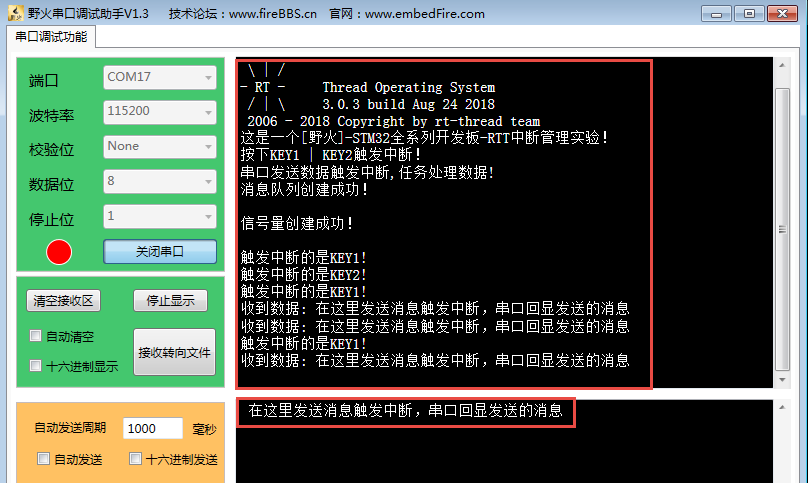 野火串口调试助手V1.3 技术论坛：www.fireBBS.cn 官网：www.embedFire.com
串口调试功能
端口 COM17
波特率 115200
校验位 None
数据位 8
停止位 1
关闭串口
清空接收区 停止显示
自动清空
十六进制显示
接收转向文件
\ | /
- RT - Thread Operating System
/ | \ 3.0.3 build Aug 24 2018
2006 - 2018 Copyright by rt-thread team
这是一个[野火]-STM32全系列开发板-RTT中断管理实验！
按下KEY1 | KEY2触发中断！
串口发送数据触发中断,任务处理数据!
消息队列创建成功！
信号量创建成功！
触发中断的是KEY1!
触发中断的是KEY2!
触发中断的是KEY1!
收到数据：在这里发送消息触发中断，串口回显发送的消息
收到数据：在这里发送消息触发中断，串口回显发送的消息
触发中断的是KEY1!
收到数据：在这里发送消息触发中断，串口回显发送的消息
自动发送周期 1000 毫秒
自动发送 十六进制发送
在这里发送消息触发中断，串口回显发送的消息